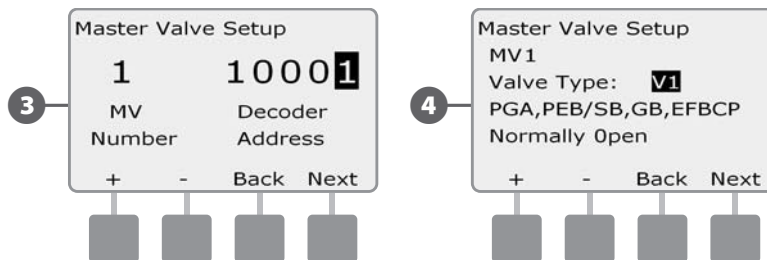 3
Master Valve Setup
1 10001
MV Decoder
Number Address
+ - Back Next
4
Master Valve Setup
MV1
Valve Type: V1
PGA,PEB/SB,GB,EFBCP
Normally Open
+ - Back Next